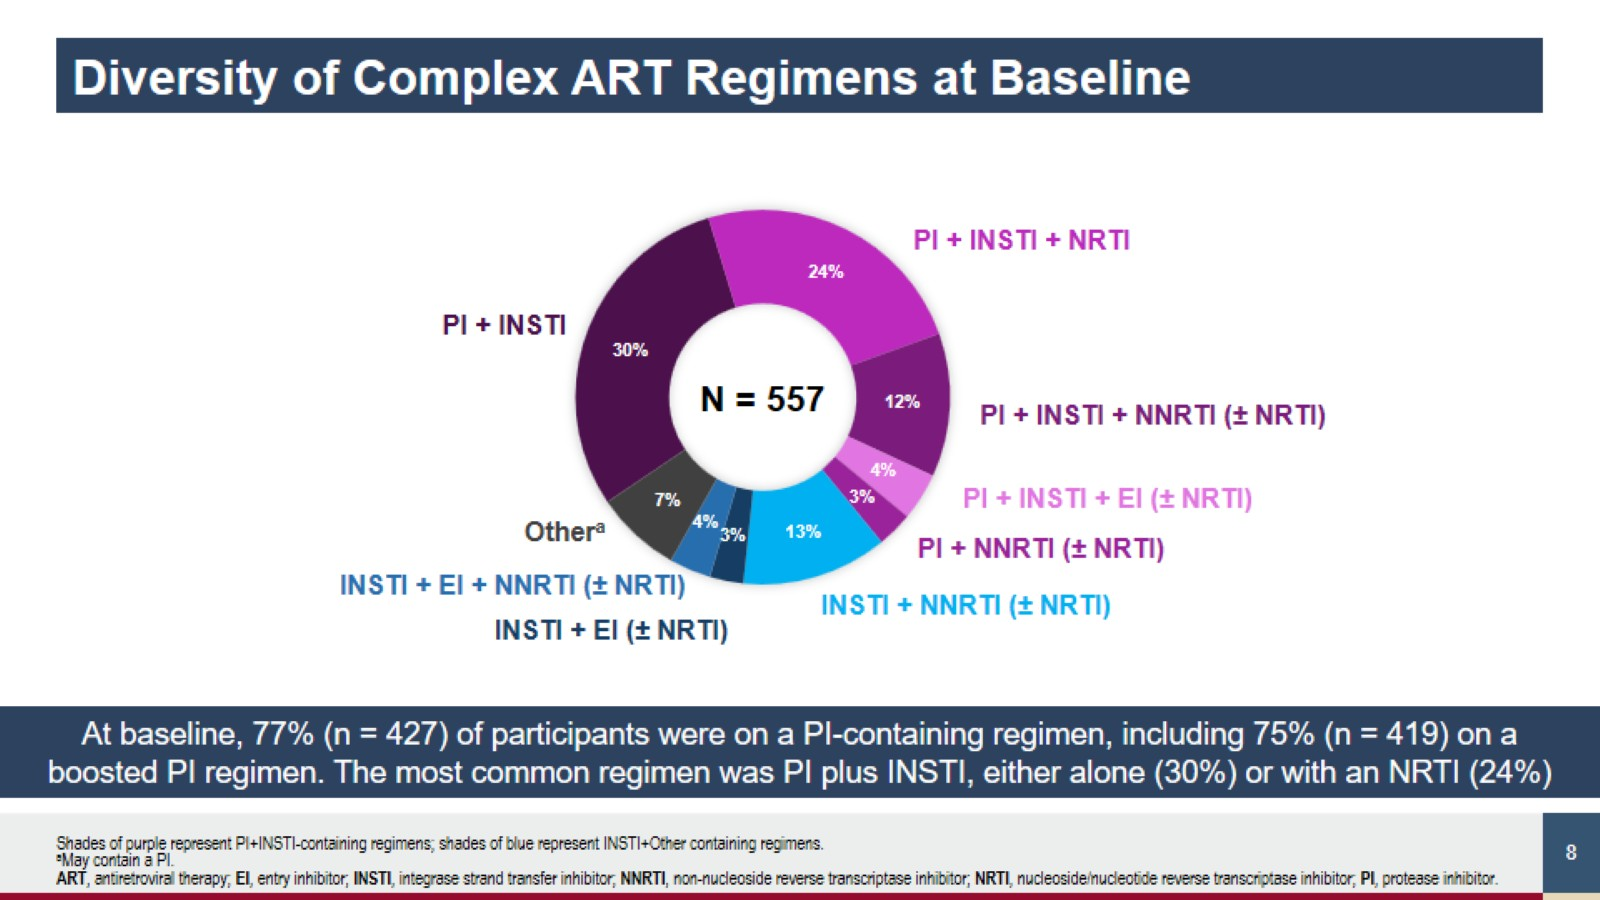 Diversity of Complex ART Regimens at Baseline
PI + INSTI + NRTI
24%
PI + INSTI
30%
N = 557
12%
PI + INSTI + NNRTI (± NRTI)
4%
PI + INSTI + EI (± NRTI)
3%
PI + NNRTI (± NRTI)
7%
Otherᵃ
4%
3%
13%
INSTI + EI + NNRTI (± NRTI)
INSTI + NNRTI (± NRTI)
INSTI + EI (± NRTI)
At baseline, 77% (n = 427) of participants were on a PI-containing regimen, including 75% (n = 419) on a
boosted PI regimen. The most common regimen was PI plus INSTI, either alone (30%) or with an NRTI (24%)
Shades of purple represent PI+INSTI-containing regimens; shades of blue represent INSTI+Other containing regimens.
ᵃMay contain a PI.
ART, antiretroviral therapy; EI, entry inhibitor; INSTI, integrase strand transfer inhibitor; NNRTI, non-nucleoside reverse transcriptase inhibitor; NRTI, nucleoside/nucleotide reverse transcriptase inhibitor; PI, protease inhibitor.
8